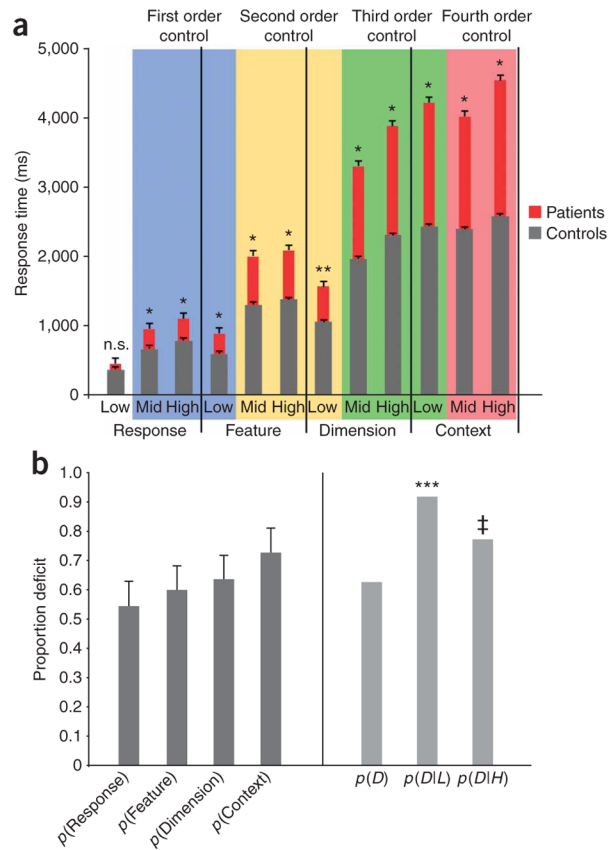 a
First order control
Second order control
Third order control
Fourth order control
5,000
4,000
3,000
2,000
1,000
0
Response time (ms)
n.s.
*
*
*
*
*
**
*
*
*
*
*
Patients
Controls
Low Mid High Low Mid High Low Mid High Low Mid High
Response Feature Dimension Context
b
1.0
0.9
0.8
0.7
0.6
0.5
0.4
0.3
0.2
0.1
0
Proportion deficit
***
‡
p(Response)
p(Feature)
p(Dimension)
p(Context)
p(D) p(D|L) p(D|H)